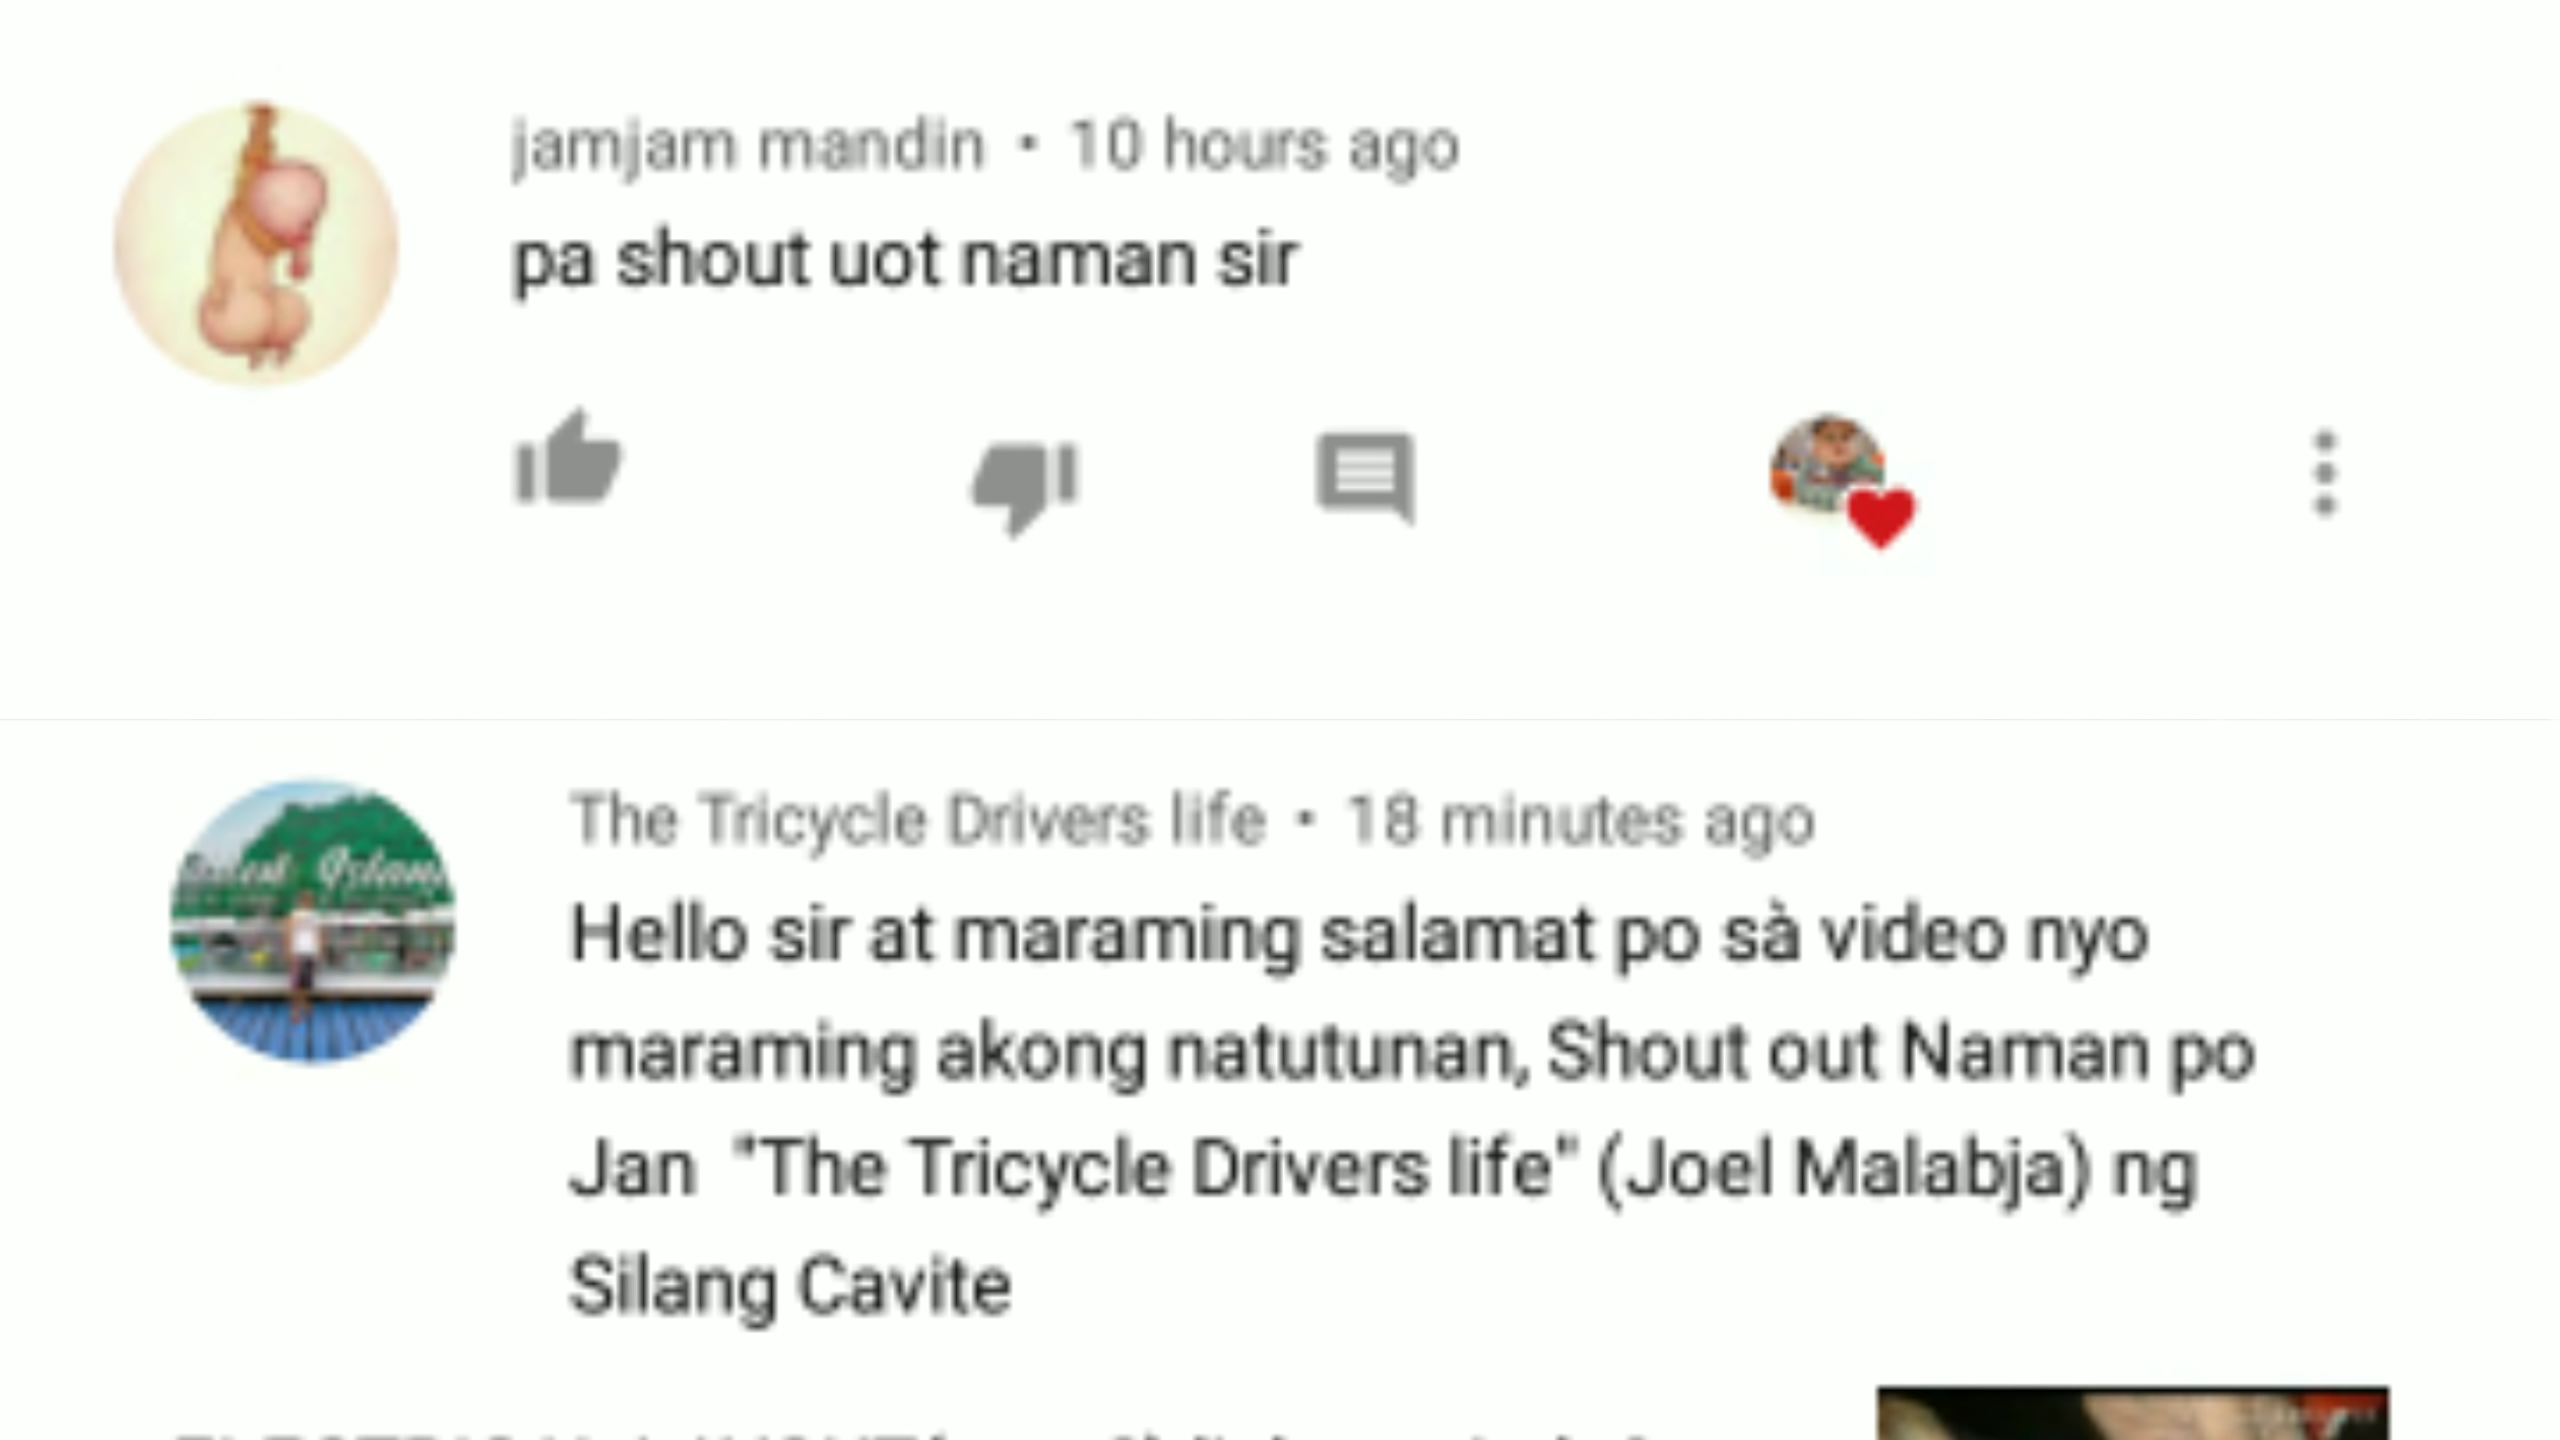 jamjam mandin • 10 hours ago
pa shout uot naman sir
The Tricycle Drivers life • 18 minutes ago
Hello sir at maraming salamat po sà video nyo
maraming akong natutunan, Shout out Naman po
Jan "The Tricycle Drivers life" (Joel Malabja) ng
Silang Cavite